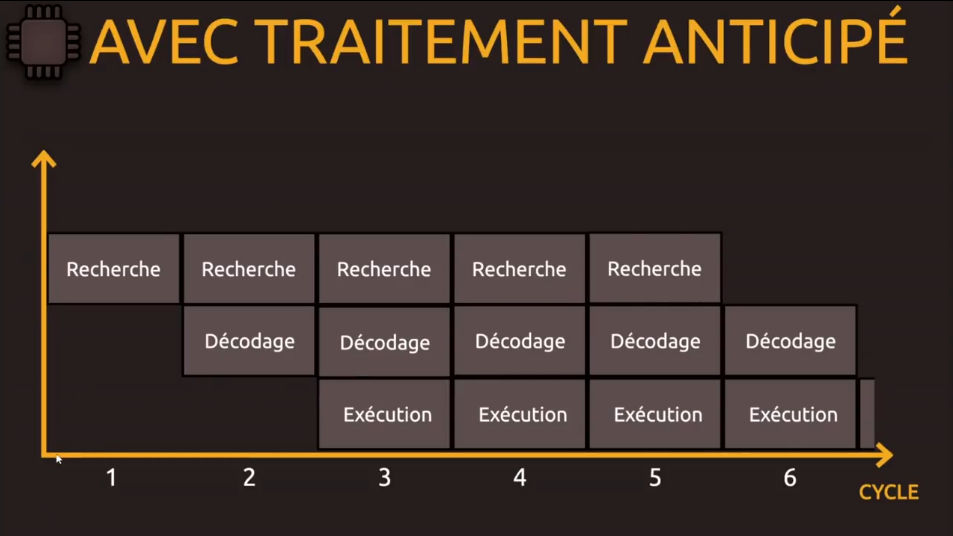 AVEC TRAITEMENT ANTICIPÉ
Recherche Recherche Recherche Recherche Recherche
Décodage Décodage Décodage Décodage Décodage
Exécution Exécution Exécution Exécution
1 2 3 4 5 6
CYCLE